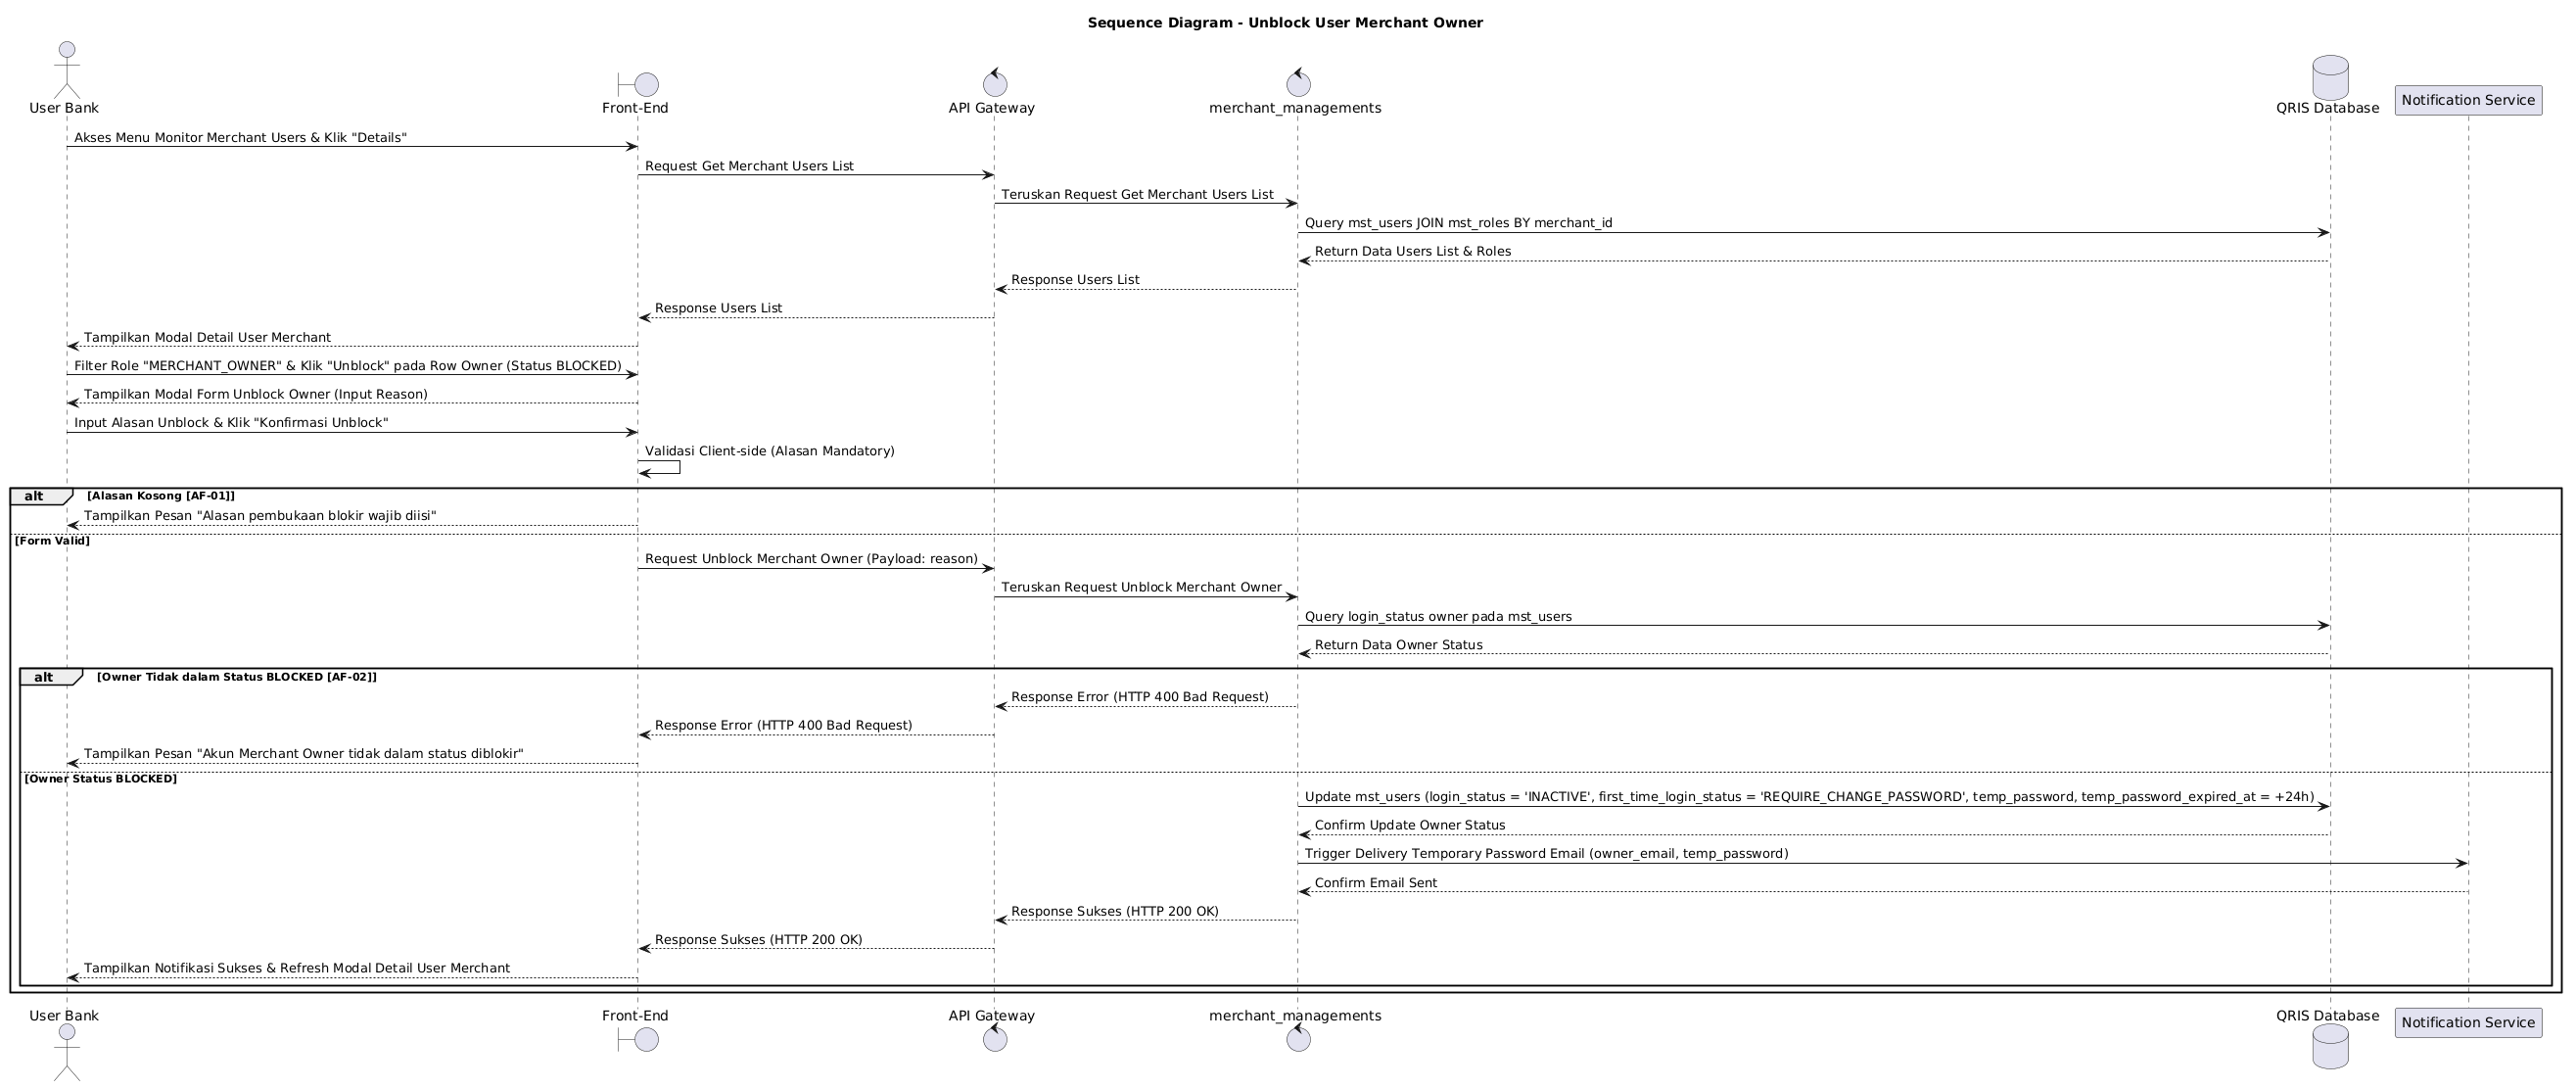 Sequence Diagram - Unblock User Merchant Owner
User Bank
Front-End
API Gateway
merchant_managements
QRIS Database
Notification Service
Akses Menu Monitor Merchant Users & Klik "Details"
Request Get Merchant Users List
Teruskan Request Get Merchant Users List
Query mst_users JOIN mst_roles BY merchant_id
Return Data Users List & Roles
Response Users List
Response Users List
Tampilkan Modal Detail User Merchant
Filter Role "MERCHANT_OWNER" & Klik "Unblock" pada Row Owner (Status BLOCKED)
Tampilkan Modal Form Unblock Owner (Input Reason)
Input Alasan Unblock & Klik "Konfirmasi Unblock"
Validasi Client-side (Alasan Mandatory)
alt [Alasan Kosong [AF-01]]
Tampilkan Pesan "Alasan pembukaan blokir wajib diisi"
[Form Valid]
Request Unblock Merchant Owner (Payload: reason)
Teruskan Request Unblock Merchant Owner
Query login_status owner pada mst_users
Return Data Owner Status
alt [Owner Tidak dalam Status BLOCKED [AF-02]]
Response Error (HTTP 400 Bad Request)
Response Error (HTTP 400 Bad Request)
Tampilkan Pesan "Akun Merchant Owner tidak dalam status diblokir"
[Owner Status BLOCKED]
Update mst_users (login_status = 'INACTIVE', first_time_login_status = 'REQUIRE_CHANGE_PASSWORD', temp_password, temp_password_expired_at = +24h)
Confirm Update Owner Status
Trigger Delivery Temporary Password Email (owner_email, temp_password)
Confirm Email Sent
Response Sukses (HTTP 200 OK)
Response Sukses (HTTP 200 OK)
Tampilkan Notifikasi Sukses & Refresh Modal Detail User Merchant
User Bank
Front-End
API Gateway
merchant_managements
QRIS Database
Notification Service